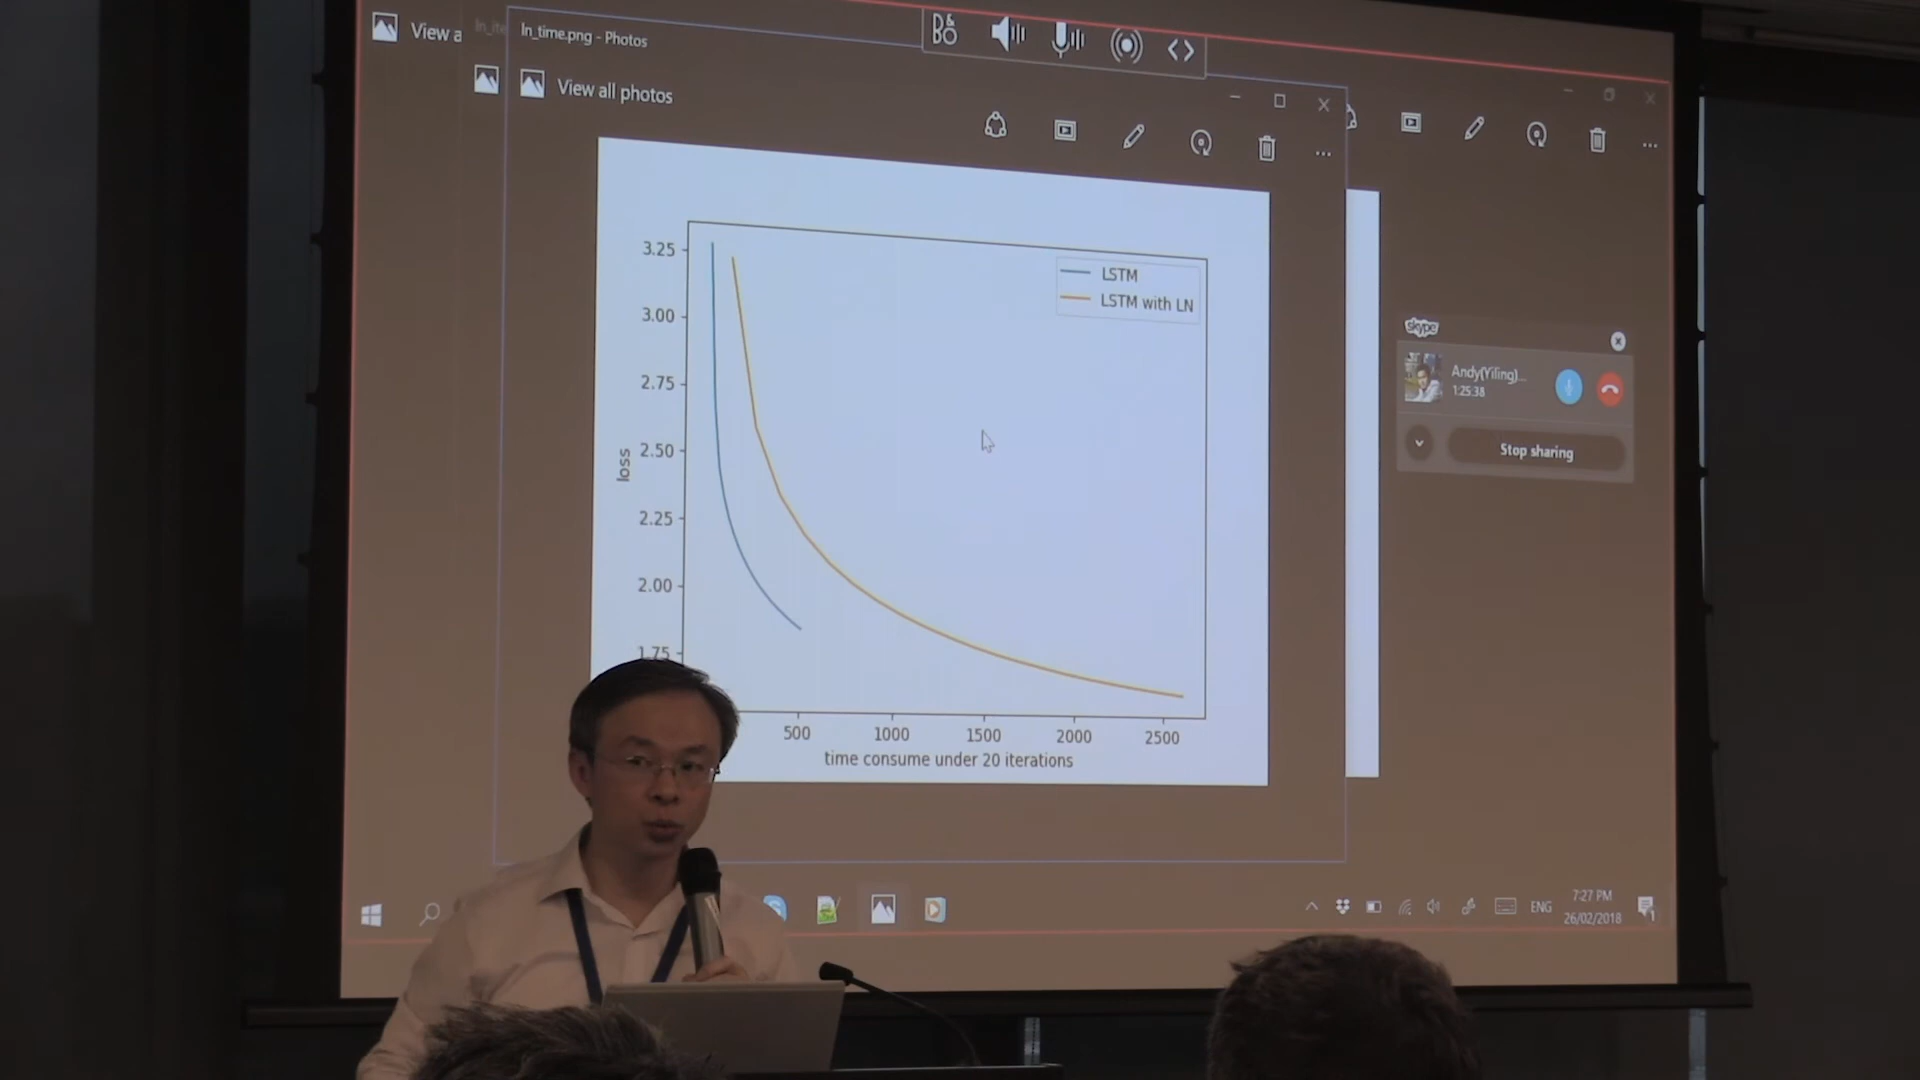 View a
ln_time.png - Photos
View all photos
3.25
3.00
2.75
2.50
2.25
2.00
1.75
loss
LSTM
LSTM with LN
500 1000 1500 2000 2500
time consume under 20 iterations
skype
Andy(Yiling)...
1:25:38
Stop sharing
ENG
7:27 PM
26/02/2018